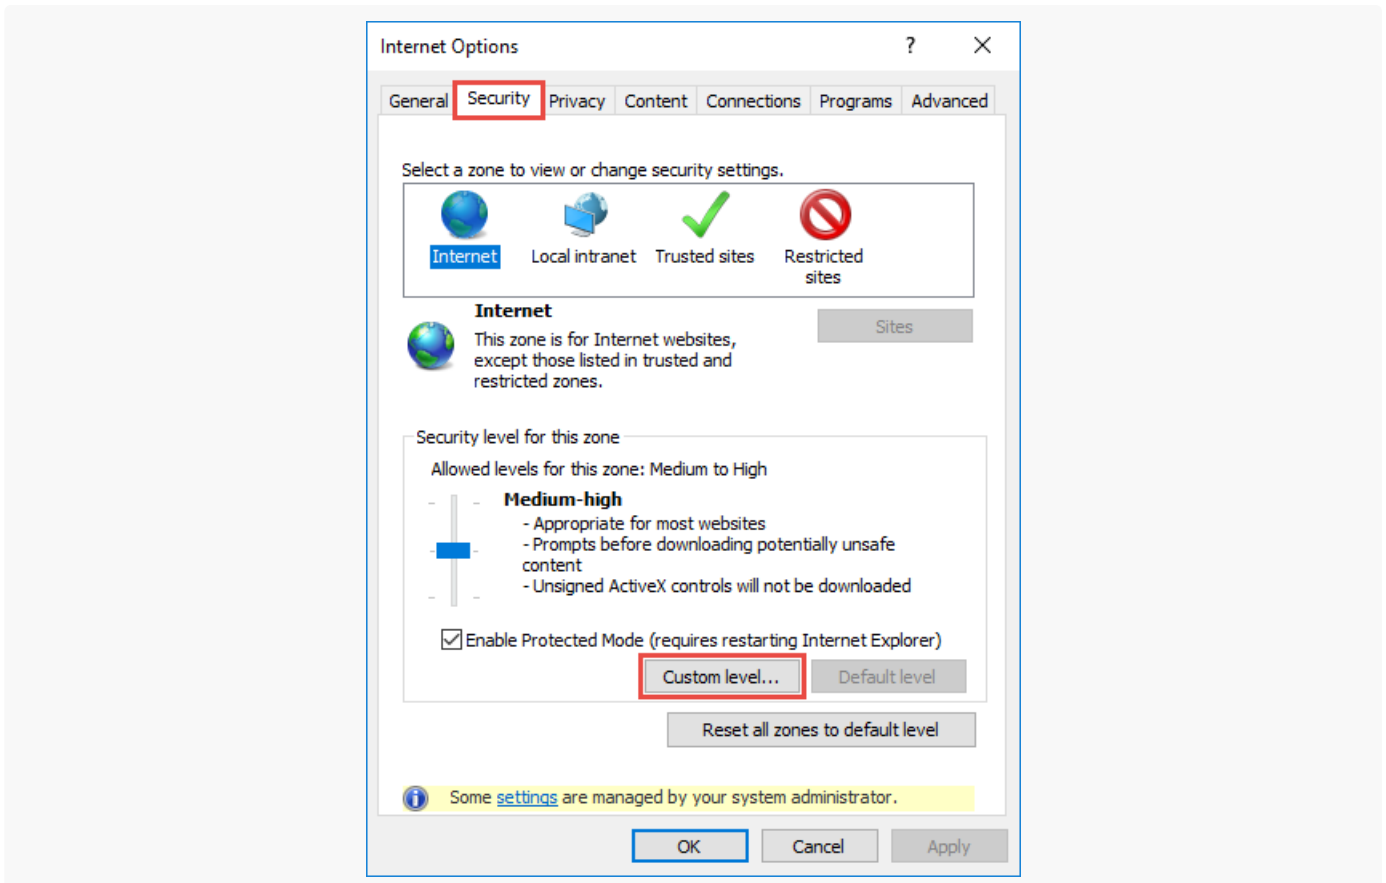 Internet Options ?
General Security Privacy Content Connections Programs Advanced
Select a zone to view or change security settings.
Internet Local intranet Trusted sites Restricted
sites
Internet
Sites
This zone is for Internet websites,
except those listed in trusted and
restricted zones.
Security level for this zone
Allowed levels for this zone: Medium to High
Medium-high
- Appropriate for most websites
- Prompts before downloading potentially unsafe
content
- Unsigned ActiveX controls will not be downloaded
Enable Protected Mode (requires restarting Internet Explorer)
Custom level... Default level
Reset all zones to default level
Some settings are managed by your system administrator.
OK Cancel Apply